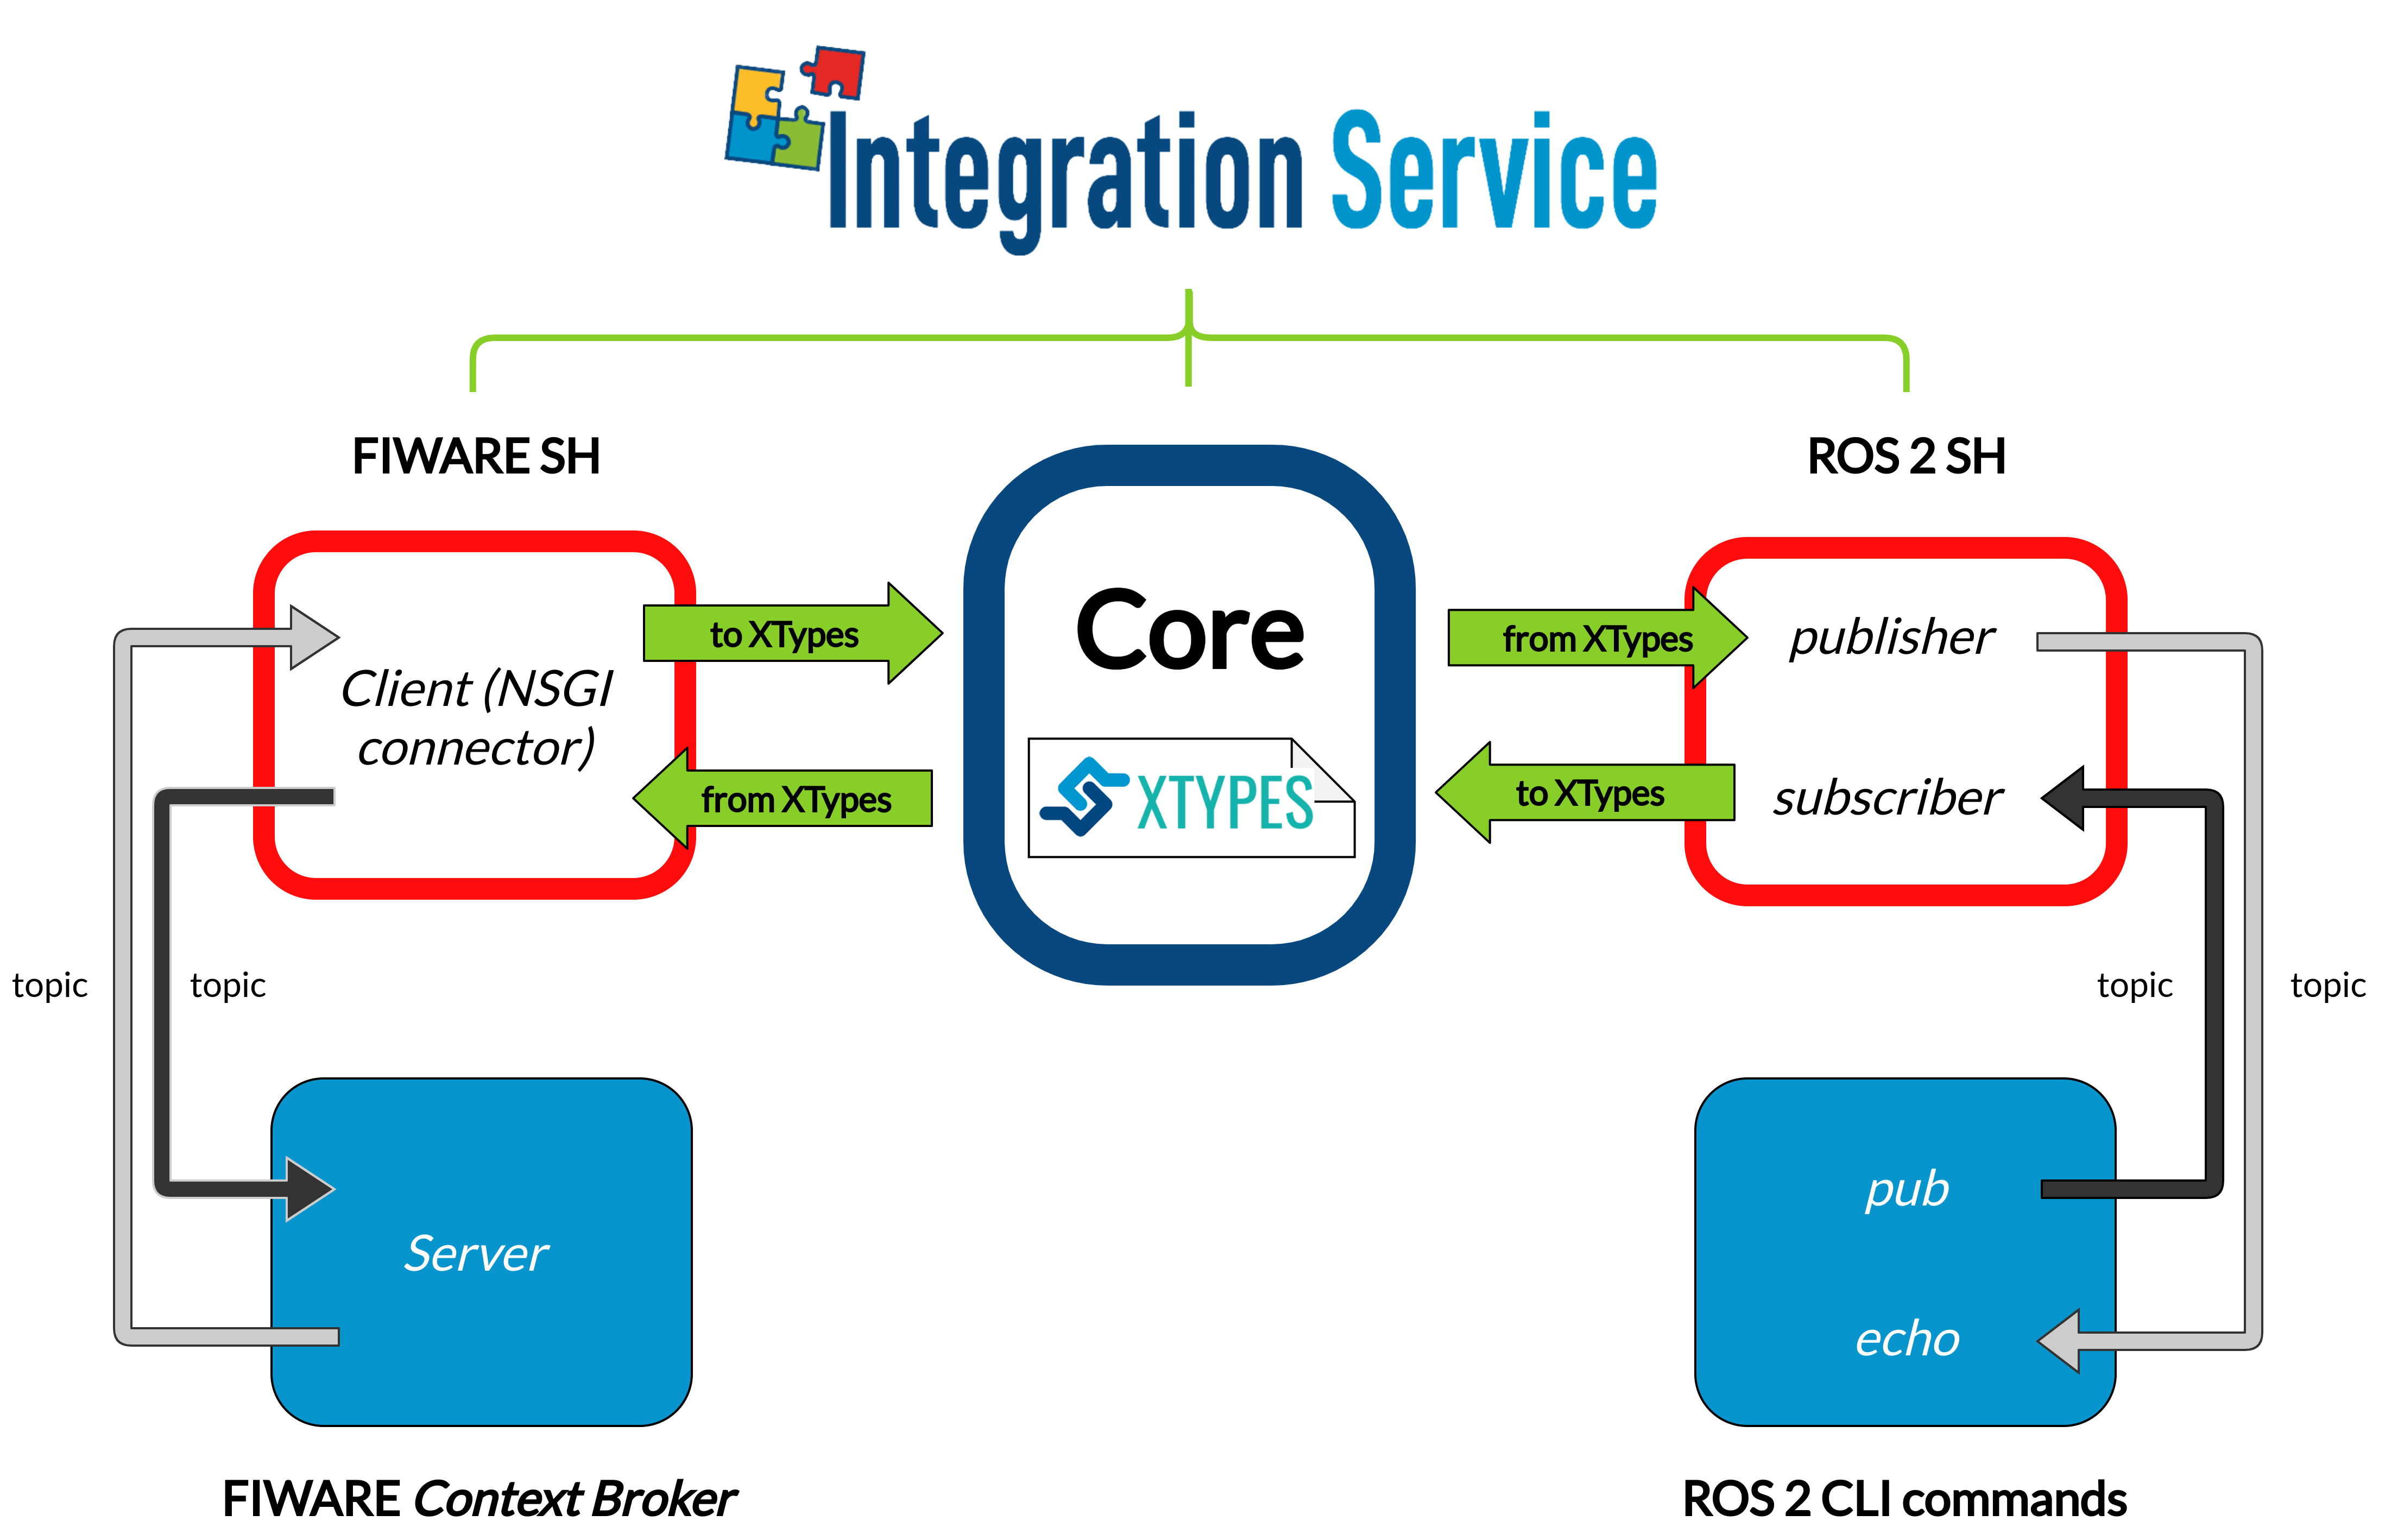 Integration Service
FIWARE SH
ROS 2 SH
Core
XTYPES
to XTypes
from XTypes
from XTypes
to XTypes
Client (NSGI
connector)
publisher
subscriber
topic
topic
topic
topic
Server
pub
echo
FIWARE Context Broker
ROS 2 CLI commands